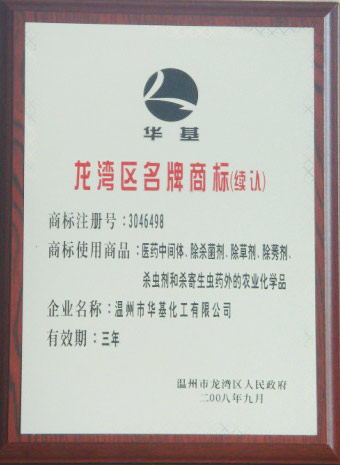 华基
龙湾区名牌商标(续认)
商标注册号:3046498
商标使用商品:医药中间体、除杀菌剂、除草剂、除莠剂、
杀虫剂和杀寄生虫药外的农业化学品
企业名称:温州市华基化工有限公司
有效期:三年
温州市龙湾区人民政府
二00八年九月